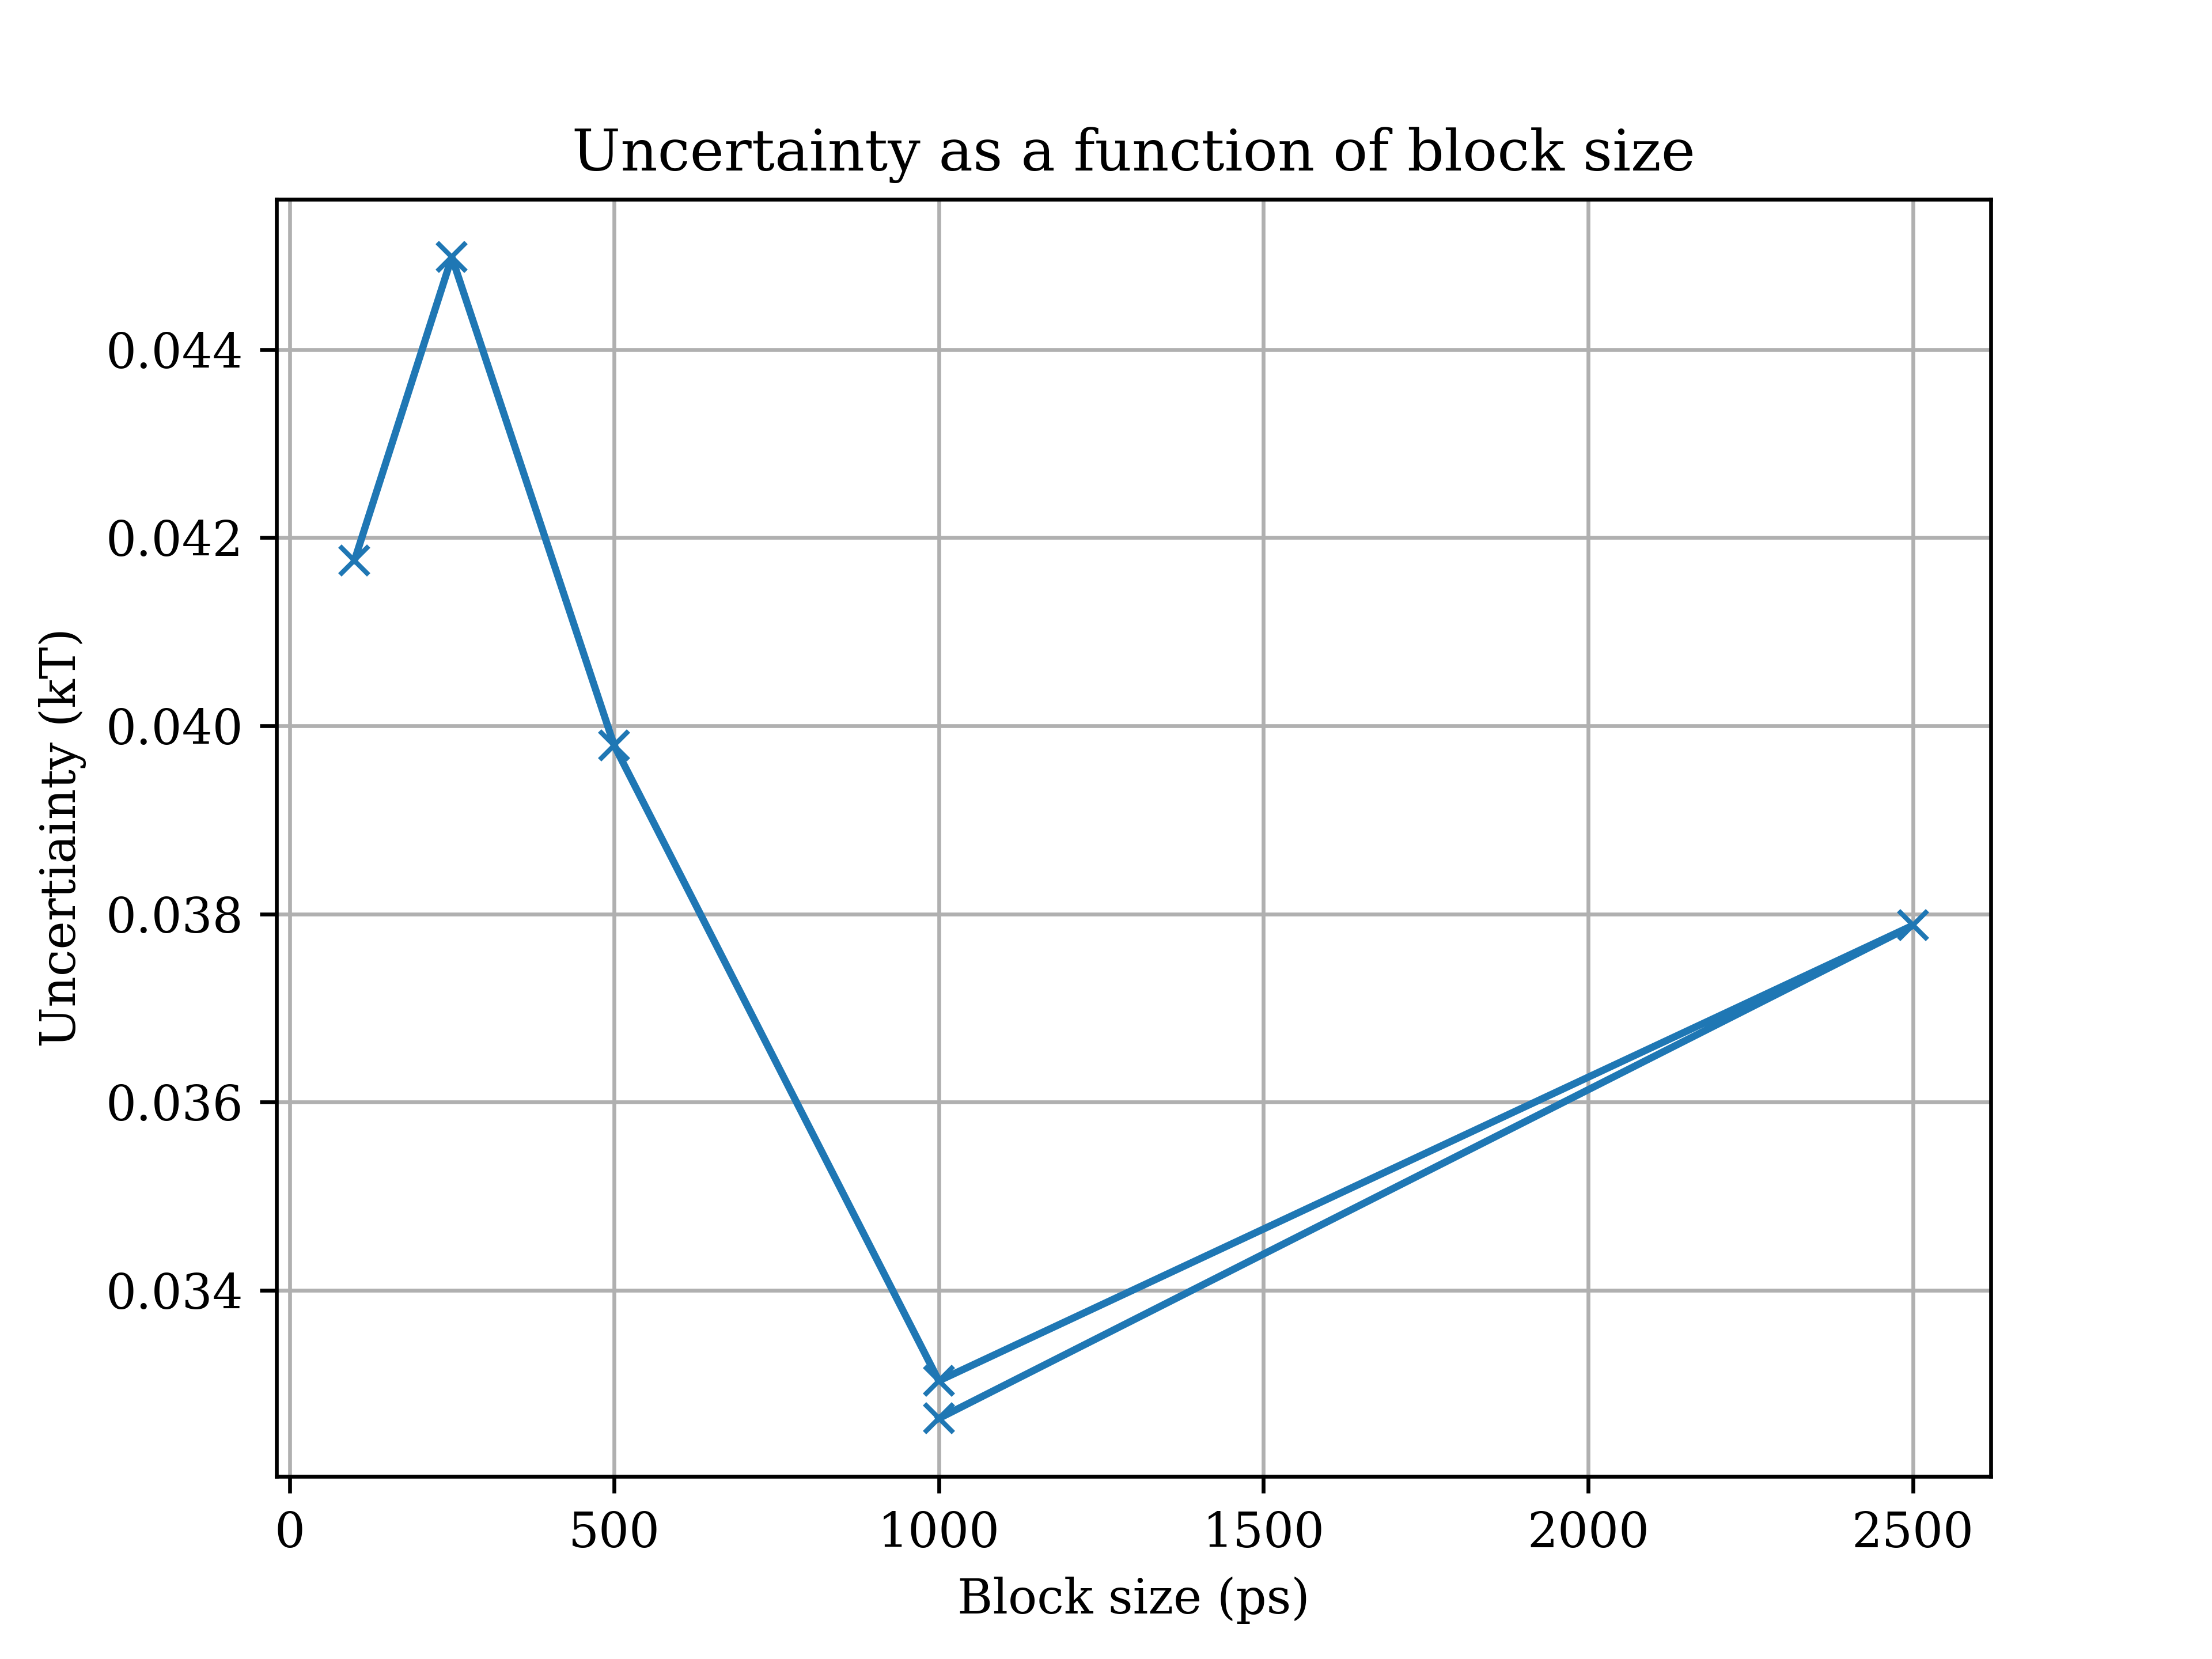 Uncertainty as a function of block size
Uncertiainty (kT)
0.044
0.042
0.040
0.038
0.036
0.034
0 500 1000 1500 2000 2500
Block size (ps)